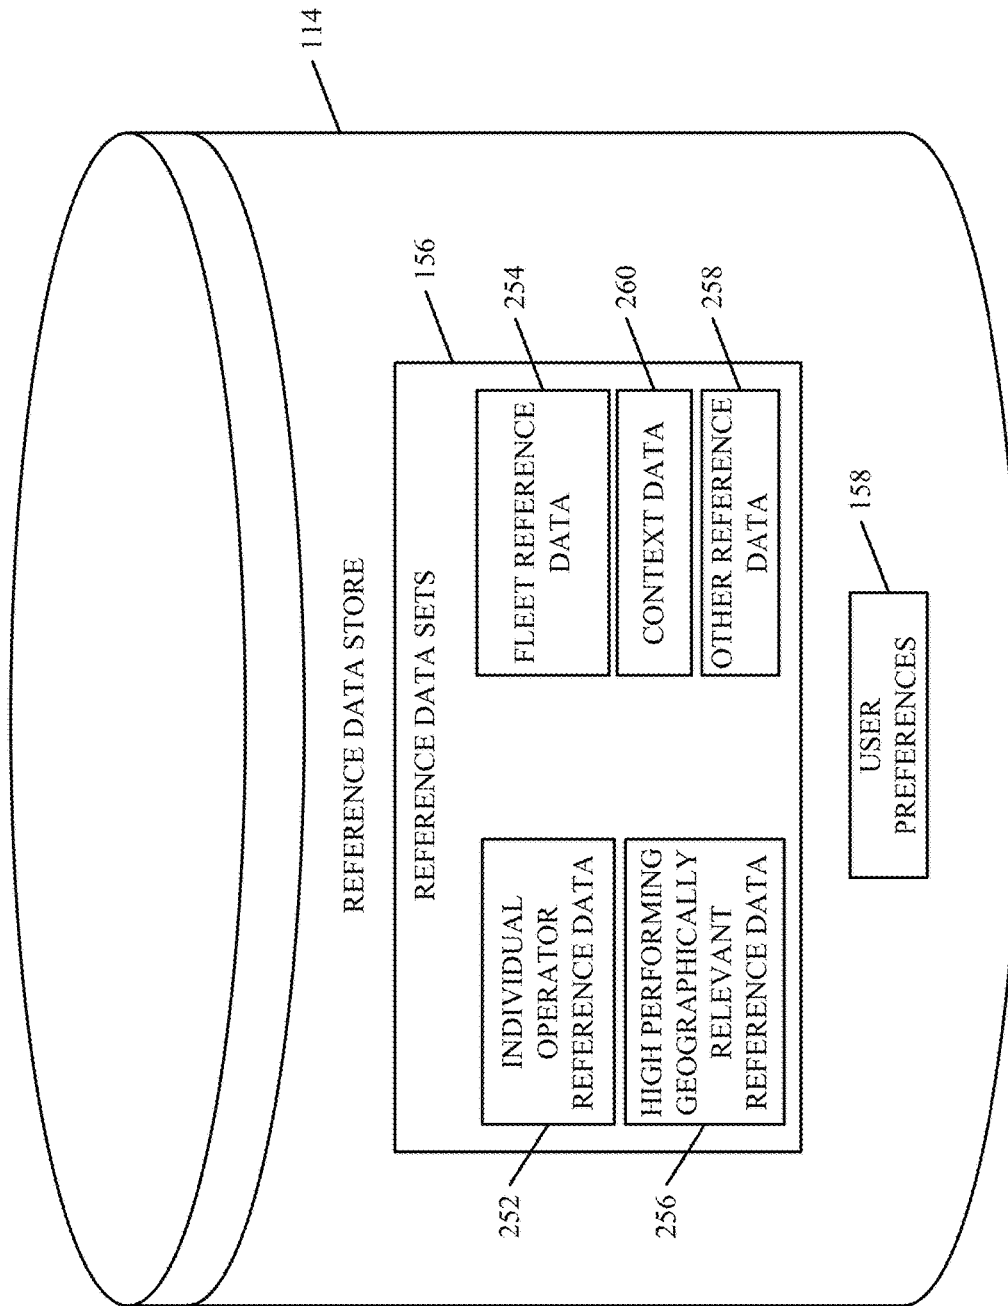 114
REFERENCE DATA STORE
156
REFERENCE DATA SETS
252
INDIVIDUAL
OPERATOR
REFERENCE DATA
FLEET REFERENCE
DATA
254
256
HIGH PERFORMING
GEOGRAPHICALLY
RELEVANT
REFERENCE DATA
CONTEXT DATA
260
OTHER REFERENCE
DATA
258
USER
PREFERENCES
158